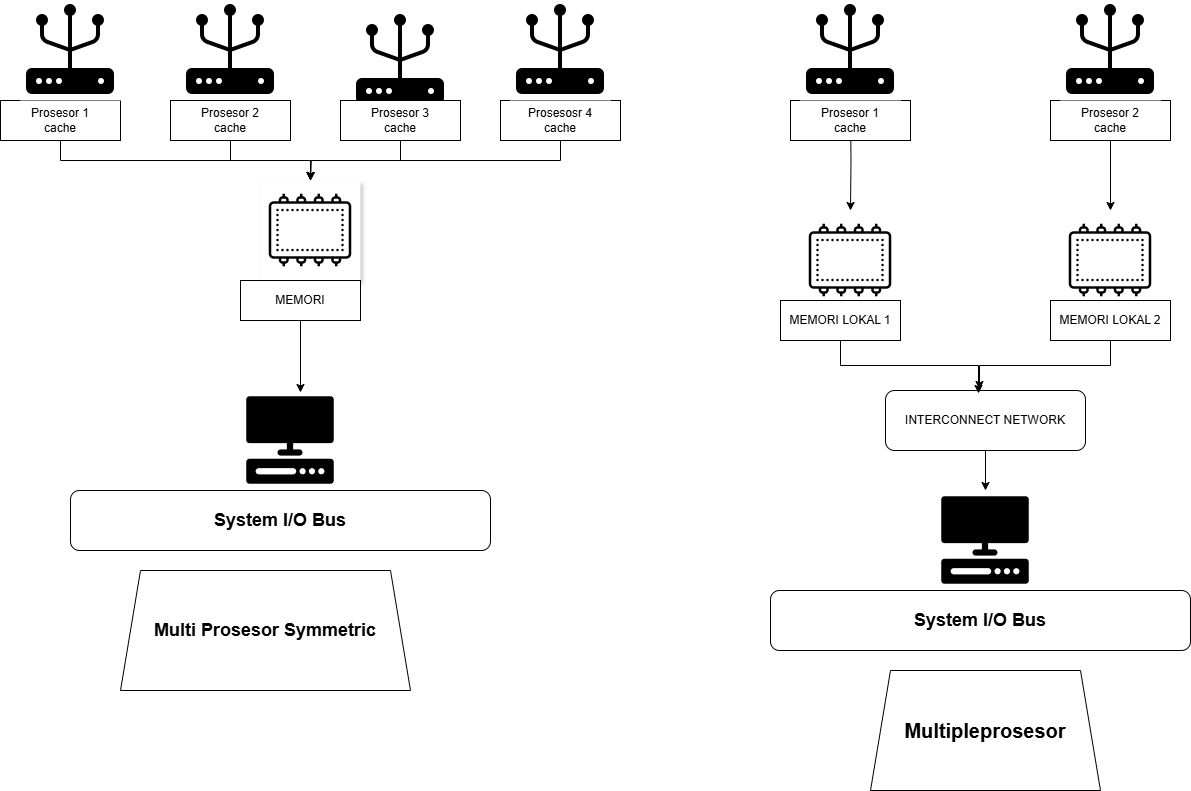 Prosesor 1
cache
Prosesor 2
cache
Prosesor 3
cache
Prosesosr 4
cache
MEMORI
System I/O Bus
Multi Prosesor Symmetric
Prosesor 1
cache
Prosesor 2
cache
MEMORI LOKAL 1
MEMORI LOKAL 2
INTERCONNECT NETWORK
System I/O Bus
Multipleprosesor